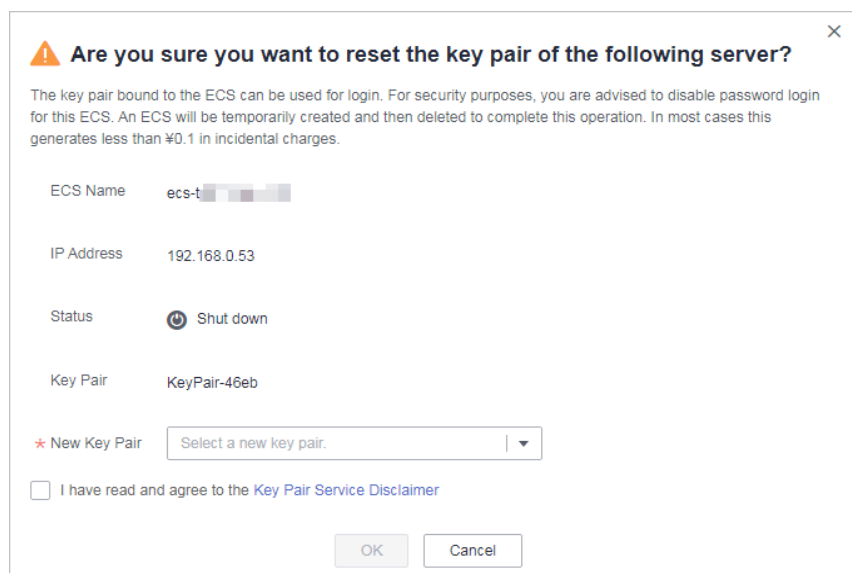 Are you sure you want to reset the key pair of the following server?
The key pair bound to the ECS can be used for login. For security purposes, you are advised to disable password login
for this ECS. An ECS will be temporarily created and then deleted to complete this operation. In most cases this
generates less than ¥0.1 in incidental charges.
ECS Name ecs-t
IP Address 192.168.0.53
Status Shut down
Key Pair KeyPair-46eb
* New Key Pair Select a new key pair.
I have read and agree to the Key Pair Service Disclaimer
OK Cancel